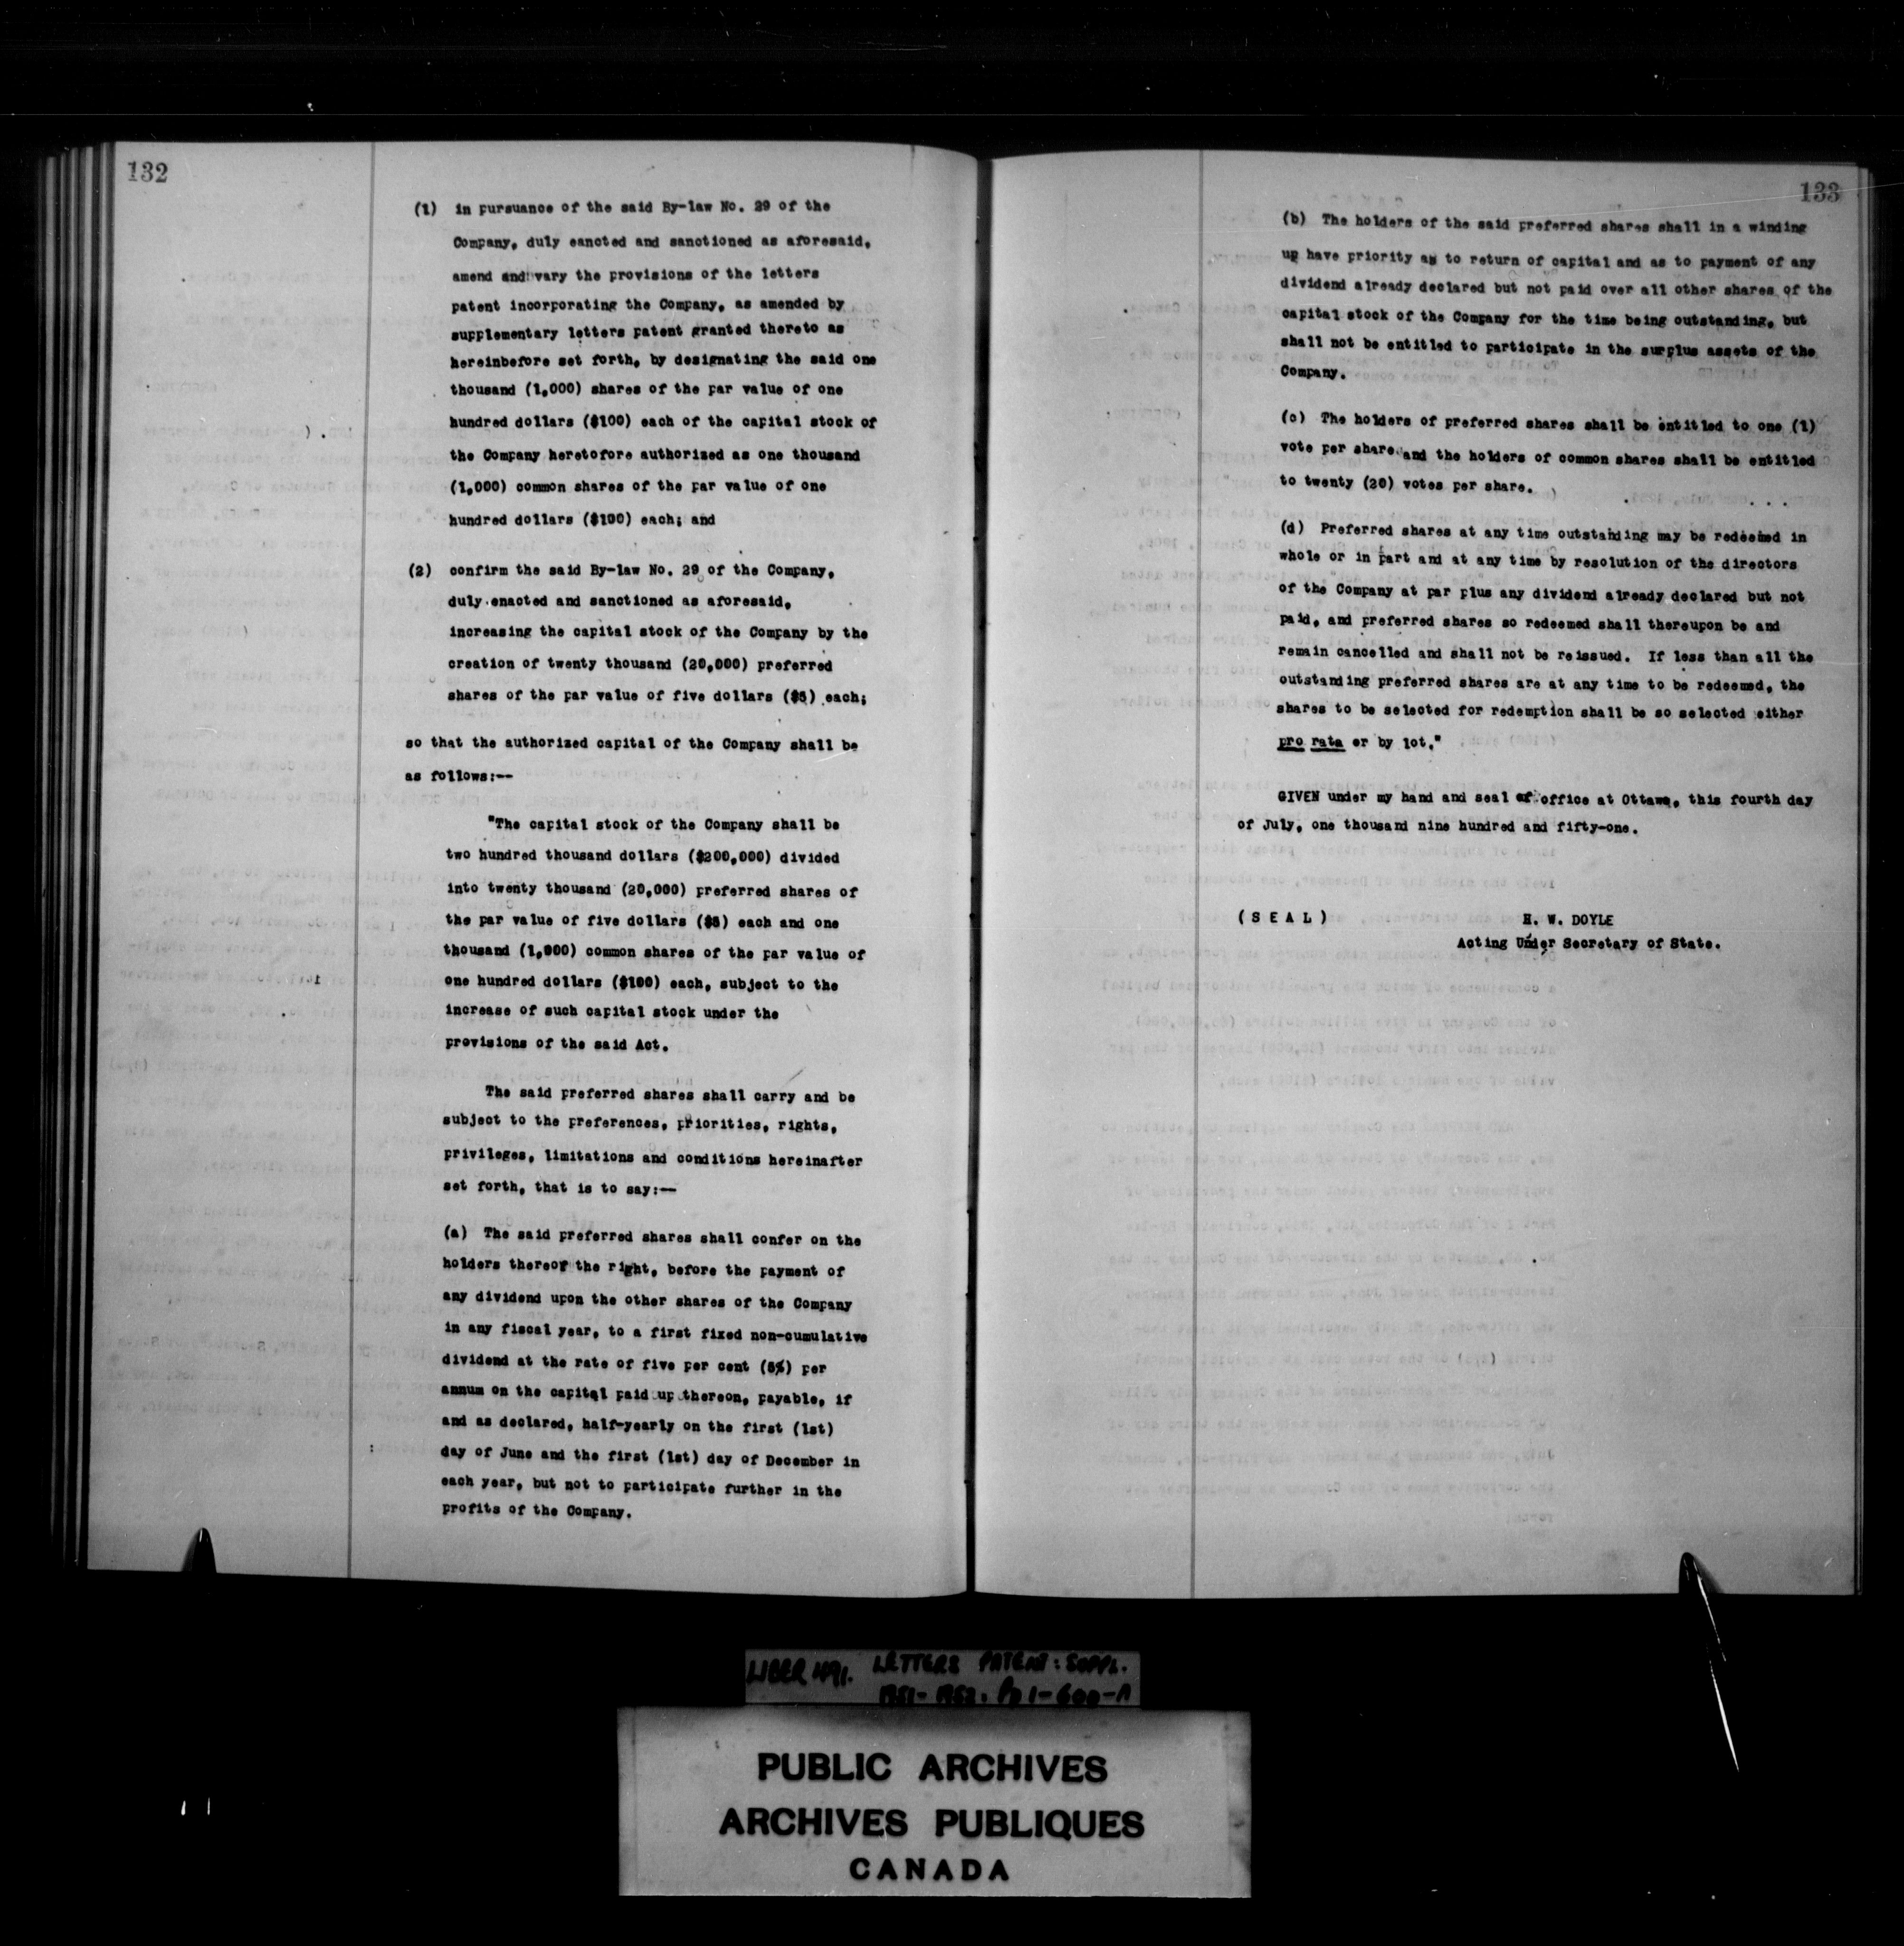 132
(1) in pursuance of the said By-law No. 29 of the
Company, duly eancted and sanctioned as aforesaid,
amend and vary the provisions of the letters
patent incorporating the Company, as amended by
supplementary letters patent granted thereto as
hereinbefore set forth, by designating the said one
thousand (1,000) shares of the par value of one
hundred dollars ($100) each of the capital stock of
the Company heretofore authorized as one thousand
(1,000) common shares of the par value of one
hundred dollars ($100) each; and
(2) confirm the said By-law No. 29 of the Company,
duly enacted and sanctioned as aforesaid,
increasing the capital stock of the Company by the
creation of twenty thousand (20,000) preferred
shares of the par value of five dollars ($5) each;
so that the authorized capital of the Company shall be
as follows:--
"The capital stock of the Company shall be
two hundred thousand dollars ($200,000) divided
into twenty thousand (20,000) preferred shares of
the par value of five dollars ($5) each and one
thousand (1,000) common shares of the par value of
one hundred dollars ($100) each, subject to the
increase of such capital stock under the
provisions of the said Act.
The said preferred shares shall carry and be
subject to the preferences, priorities, rights,
privileges, limitations and conditions hereinafter
set forth, that is to say:--
(a) The said preferred shares shall confer on the
holders thereof the right, before the payment of
any dividend upon the other shares of the Company
in any fiscal year, to a first fixed non-cumulative
dividend at the rate of five per cent (5%) per
annum on the capital paid up thereon, payable, if
and as declared, half-yearly on the first (1st)
day of June and the first (1st) day of December in
each year, but not to participate further in the
profits of the Company.
133
(b) The holders of the said preferred shares shall in a winding
up have priority as to return of capital and as to payment of any
dividend already declared but not paid over all other shares of the
capital stock of the Company for the time being outstanding, but
shall not be entitled to participate in the surplus assets of the
Company.
(c) The holders of preferred shares shall be entitled to one (1)
vote per share and the holders of common shares shall be entitled
to twenty (20) votes per share.
(d) Preferred shares at any time outstanding may be redeemed in
whole or in part and at any time by resolution of the directors
of the Company at par plus any dividend already declared but not
paid, and preferred shares so redeemed shall thereupon be and
remain cancelled and shall not be reissued. If less than all the
outstanding preferred shares are at any time to be redeemed, the
shares to be selected for redemption shall be so selected either
pro rata or by lot."
GIVEN under my hand and seal of office at Ottawa, this fourth day
of July, one thousand nine hundred and fifty-one.
(SEAL) H. W. DOYLE
Acting Under Secretary of State.
LIBER 491. LETTERS PATENT: SUPPL.
1951-1952. Pp 1-600-A
PUBLIC ARCHIVES
ARCHIVES PUBLIQUES
CANADA